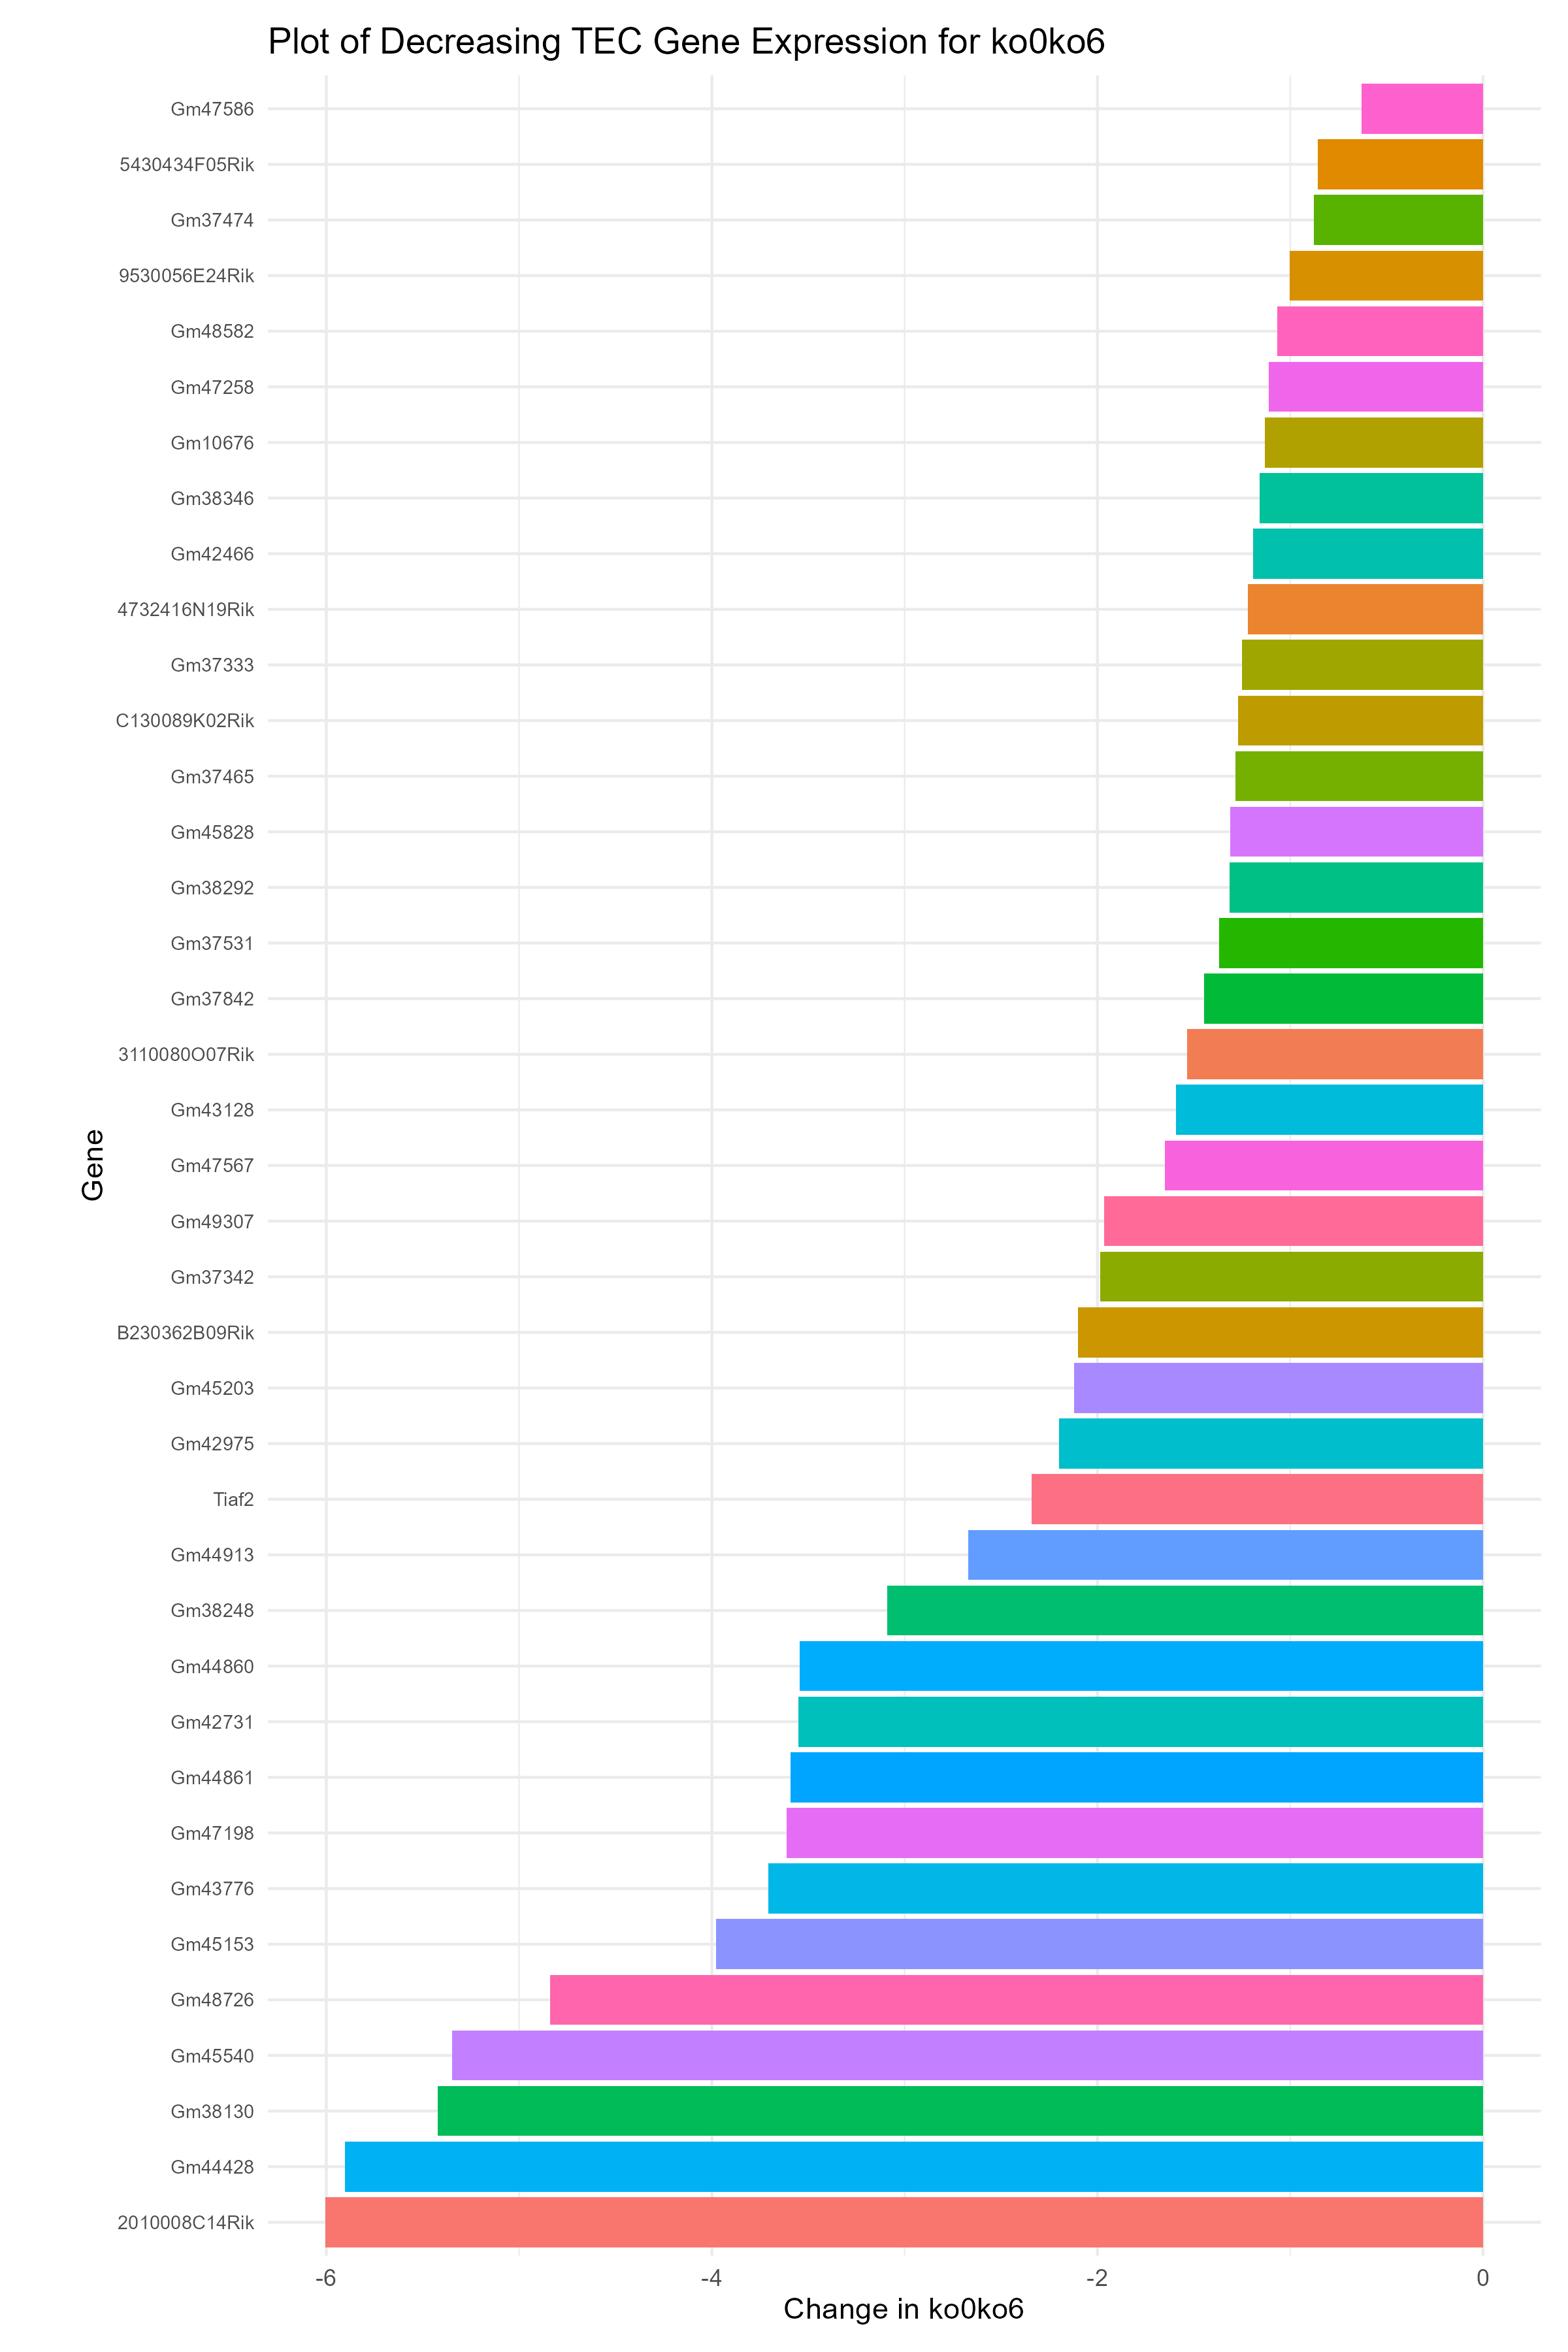 Plot of Decreasing TEC Gene Expression for ko0ko6
Gm47586
5430434F05Rik
Gm37474
9530056E24Rik
Gm48582
Gm47258
Gm10676
Gm38346
Gm42466
4732416N19Rik
Gm37333
C130089K02Rik
Gm37465
Gm45828
Gm38292
Gm37531
Gm37842
3110080O07Rik
Gm43128
Gm47567
Gm49307
Gm37342
B230362B09Rik
Gm45203
Gm42975
Tiaf2
Gm44913
Gm38248
Gm44860
Gm42731
Gm44861
Gm47198
Gm43776
Gm45153
Gm48726
Gm45540
Gm38130
Gm44428
2010008C14Rik
Gene
-6 -4 -2 0
Change in ko0ko6